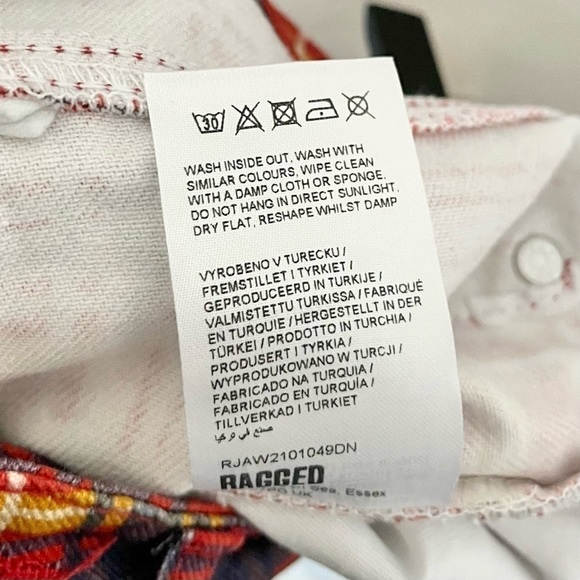 30
WASH INSIDE OUT, WASH WITH
SIMILAR COLOURS, WIPE CLEAN
WITH A DAMP CLOTH OR SPONGE.
DO NOT HANG IN DIRECT SUNLIGHT.
DRY FLAT, RESHAPE WHILST DAMP
VYROBENO V TURECKU /
FREMSTILLET I TYRKIET /
GEPRODUCEERD IN TURKIJE /
VALMISTETTU TURKISSA / FABRIQUÉ
EN TURQUIE / HERGESTELLT IN DER
TÜRKEI / PRODOTTO IN TURCHIA /
PRODUSERT I TYRKIA /
WYPRODUKOWANO W TURCJI /
FABRICADO NA TURQUIA /
FABRICADO EN TURQUÍA /
TILLVERKAD I TURKIET
صنع في تركيا
RJAW2101049DN
RAGGED
Essex